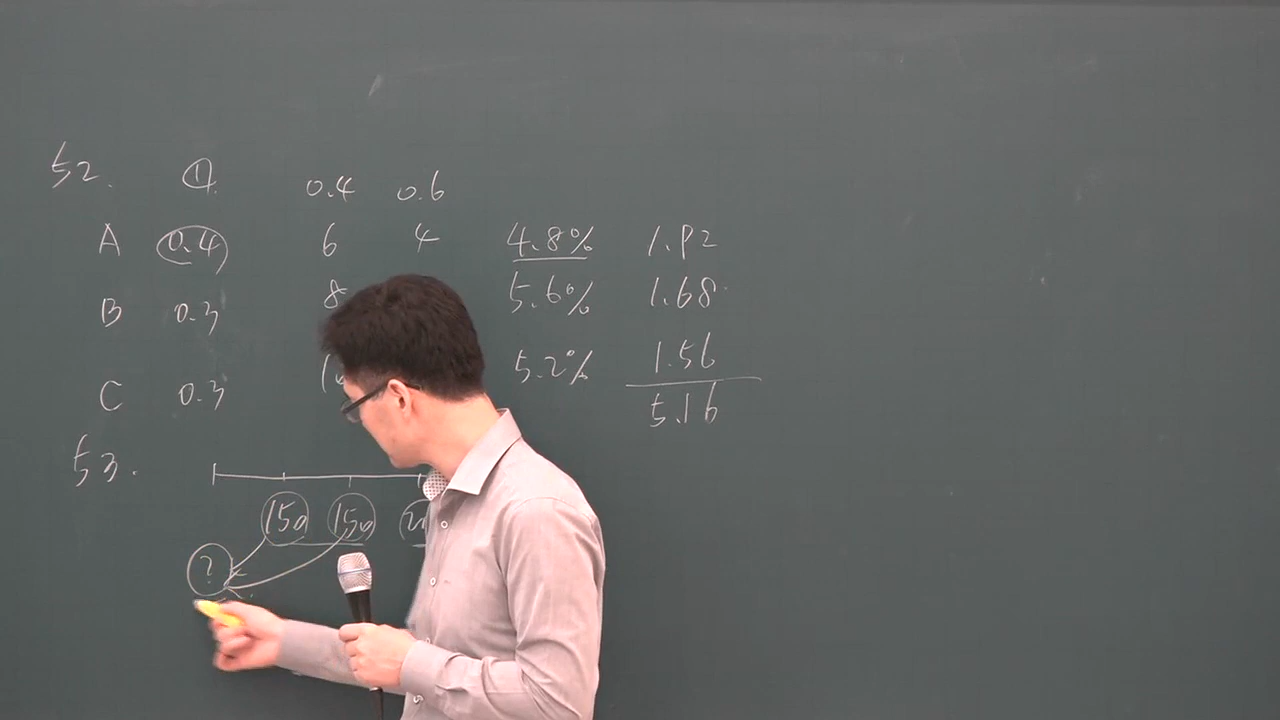 52. ① 0.4 0.6
A 0.4 6 4 4.8% 1.92
B 0.3 8 5.6% 1.68
C 0.3 5.2% 1.56
5.16
53.
150 150
?